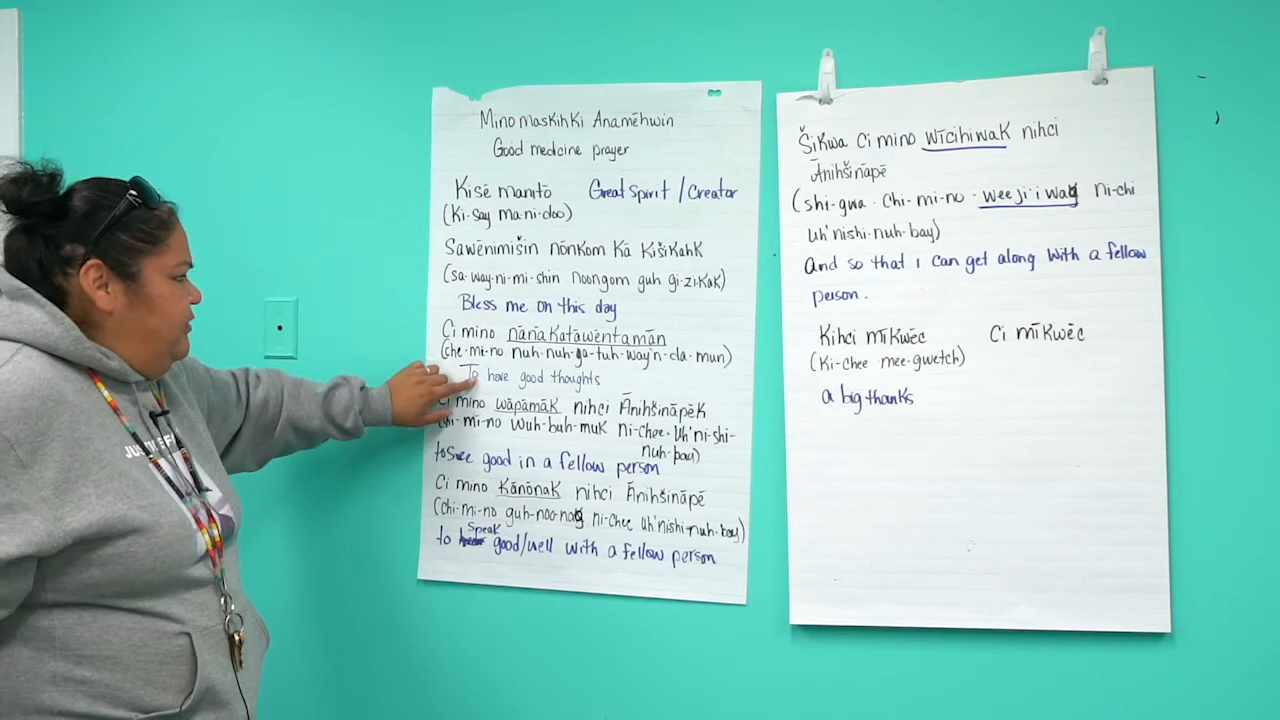 Mino maskihki Anamēhwin
Good medicine prayer
Kisē manitō Great Spirit / Creator
(Ki-say ma-ni-doo)
Sawēnimišin nōnkom kā kišikahk
(sa-way-ni-mi-shin noongom guh gi-zi-kak)
Bless me on this day
Ci mino nānākatāwēntamān
(che-mi-no nuh-nuh-ga-tuh-way'n-da-mun)
To have good thoughts
Ci mino wāpāmāk nihci Ānihšināpēk
chi-mi-no wuh-buh-muk ni-chee-Uh'ni-shi-
nuh-bay)
to see good in a fellow person
Ci mino kānōnak nihci Ānihšināpē
(chi-mi-no guh-noo-nag ni-chee uh'nishi-nuh-bay)
to speak good/well with a fellow person
Šikwa ci mino wīcihiwak nihci
Ānihšināpē
(shi-gwa-chi-mi-no-wee ji'i wag ni-chi
uh'nishi-nuh-bay)
And so that i can get along with a fellow
person.
Kihci mīkwēc Ci mīkwēc
(Ki-chee mee-gwetch)
a big thanks